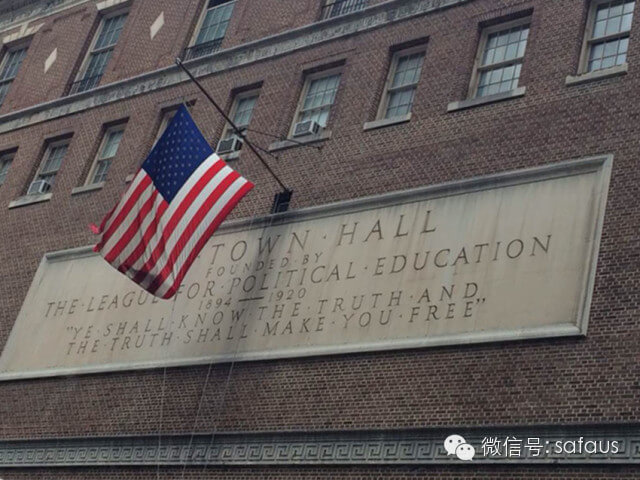 TOWN·HALL
FOUNDED·BY
THE·LEAGUE·FOR·POLITICAL·EDUCATION
1894 — 1920
"YE·SHALL·KNOW·THE·TRUTH·AND
THE·TRUTH·SHALL·MAKE·YOU·FREE"
微信号: safaus